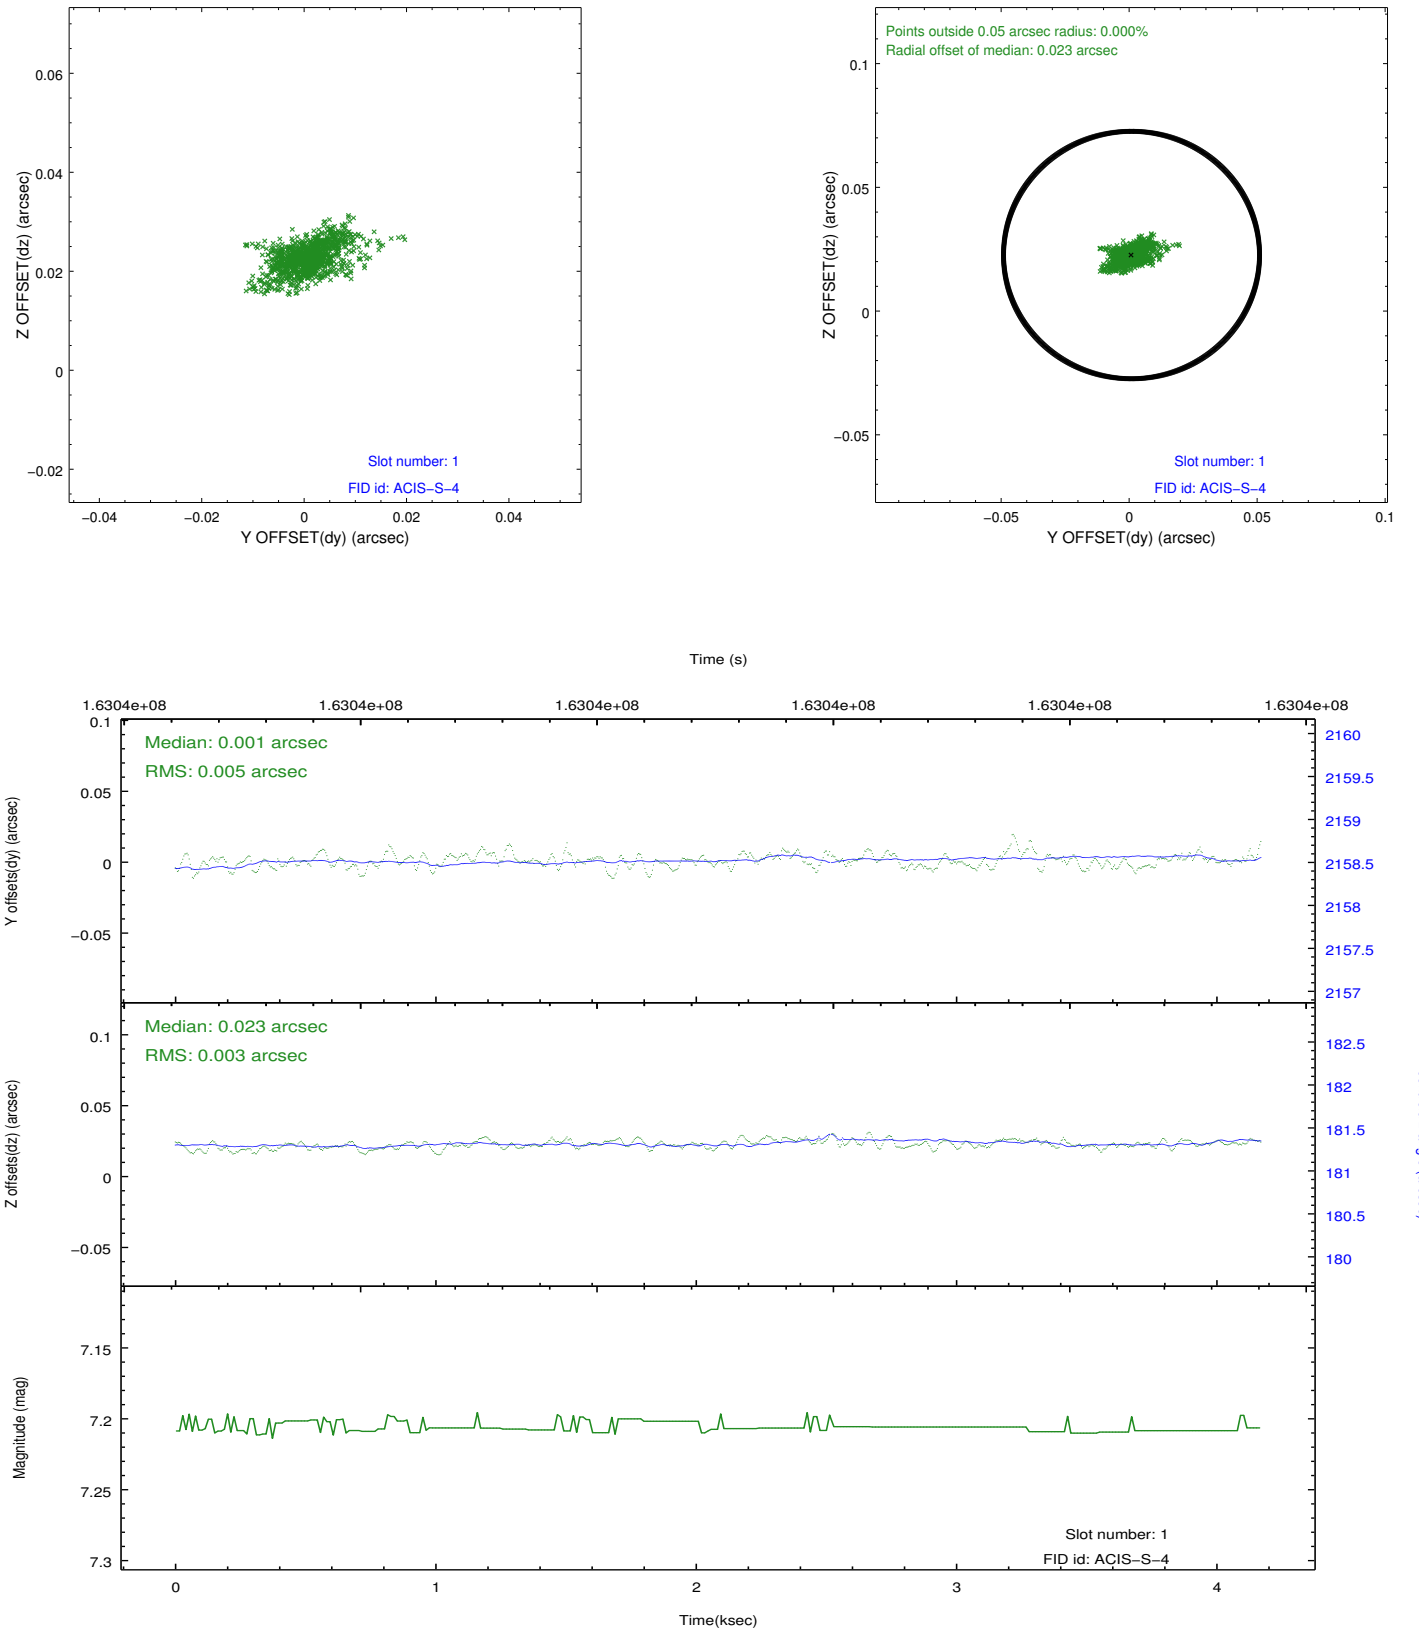 0.06
0.04
0.02
0
−0.02
Z OFFSET(dz) (arcsec)
Slot number: 1
FID id: ACIS−S−4
−0.04
−0.02
0
0.02
0.04
Y OFFSET(dy) (arcsec)
Points outside 0.05 arcsec radius: 0.000%
Radial offset of median: 0.023 arcsec
0.1
0.05
0
−0.05
Z OFFSET(dz) (arcsec)
Slot number: 1
FID id: ACIS−S−4
−0.05
0
0.05
0.1
Y OFFSET(dy) (arcsec)
Time (s)
1.6304e+08
1.6304e+08
1.6304e+08
1.6304e+08
1.6304e+08
1.6304e+08
Median: 0.001 arcsec
RMS: 0.005 arcsec
0.1
0.05
0
−0.05
Y offsets(dy) (arcsec)
2160
2159.5
2159
2158.5
2158
2157.5
2157
Median: 0.023 arcsec
RMS: 0.003 arcsec
0.1
0.05
0
−0.05
Z offsets(dz) (arcsec)
182.5
182
181.5
181
180.5
180
7.15
7.2
7.25
7.3
Magnitude (mag)
Slot number: 1
FID id: ACIS−S−4
0
1
2
3
4
Time(ksec)